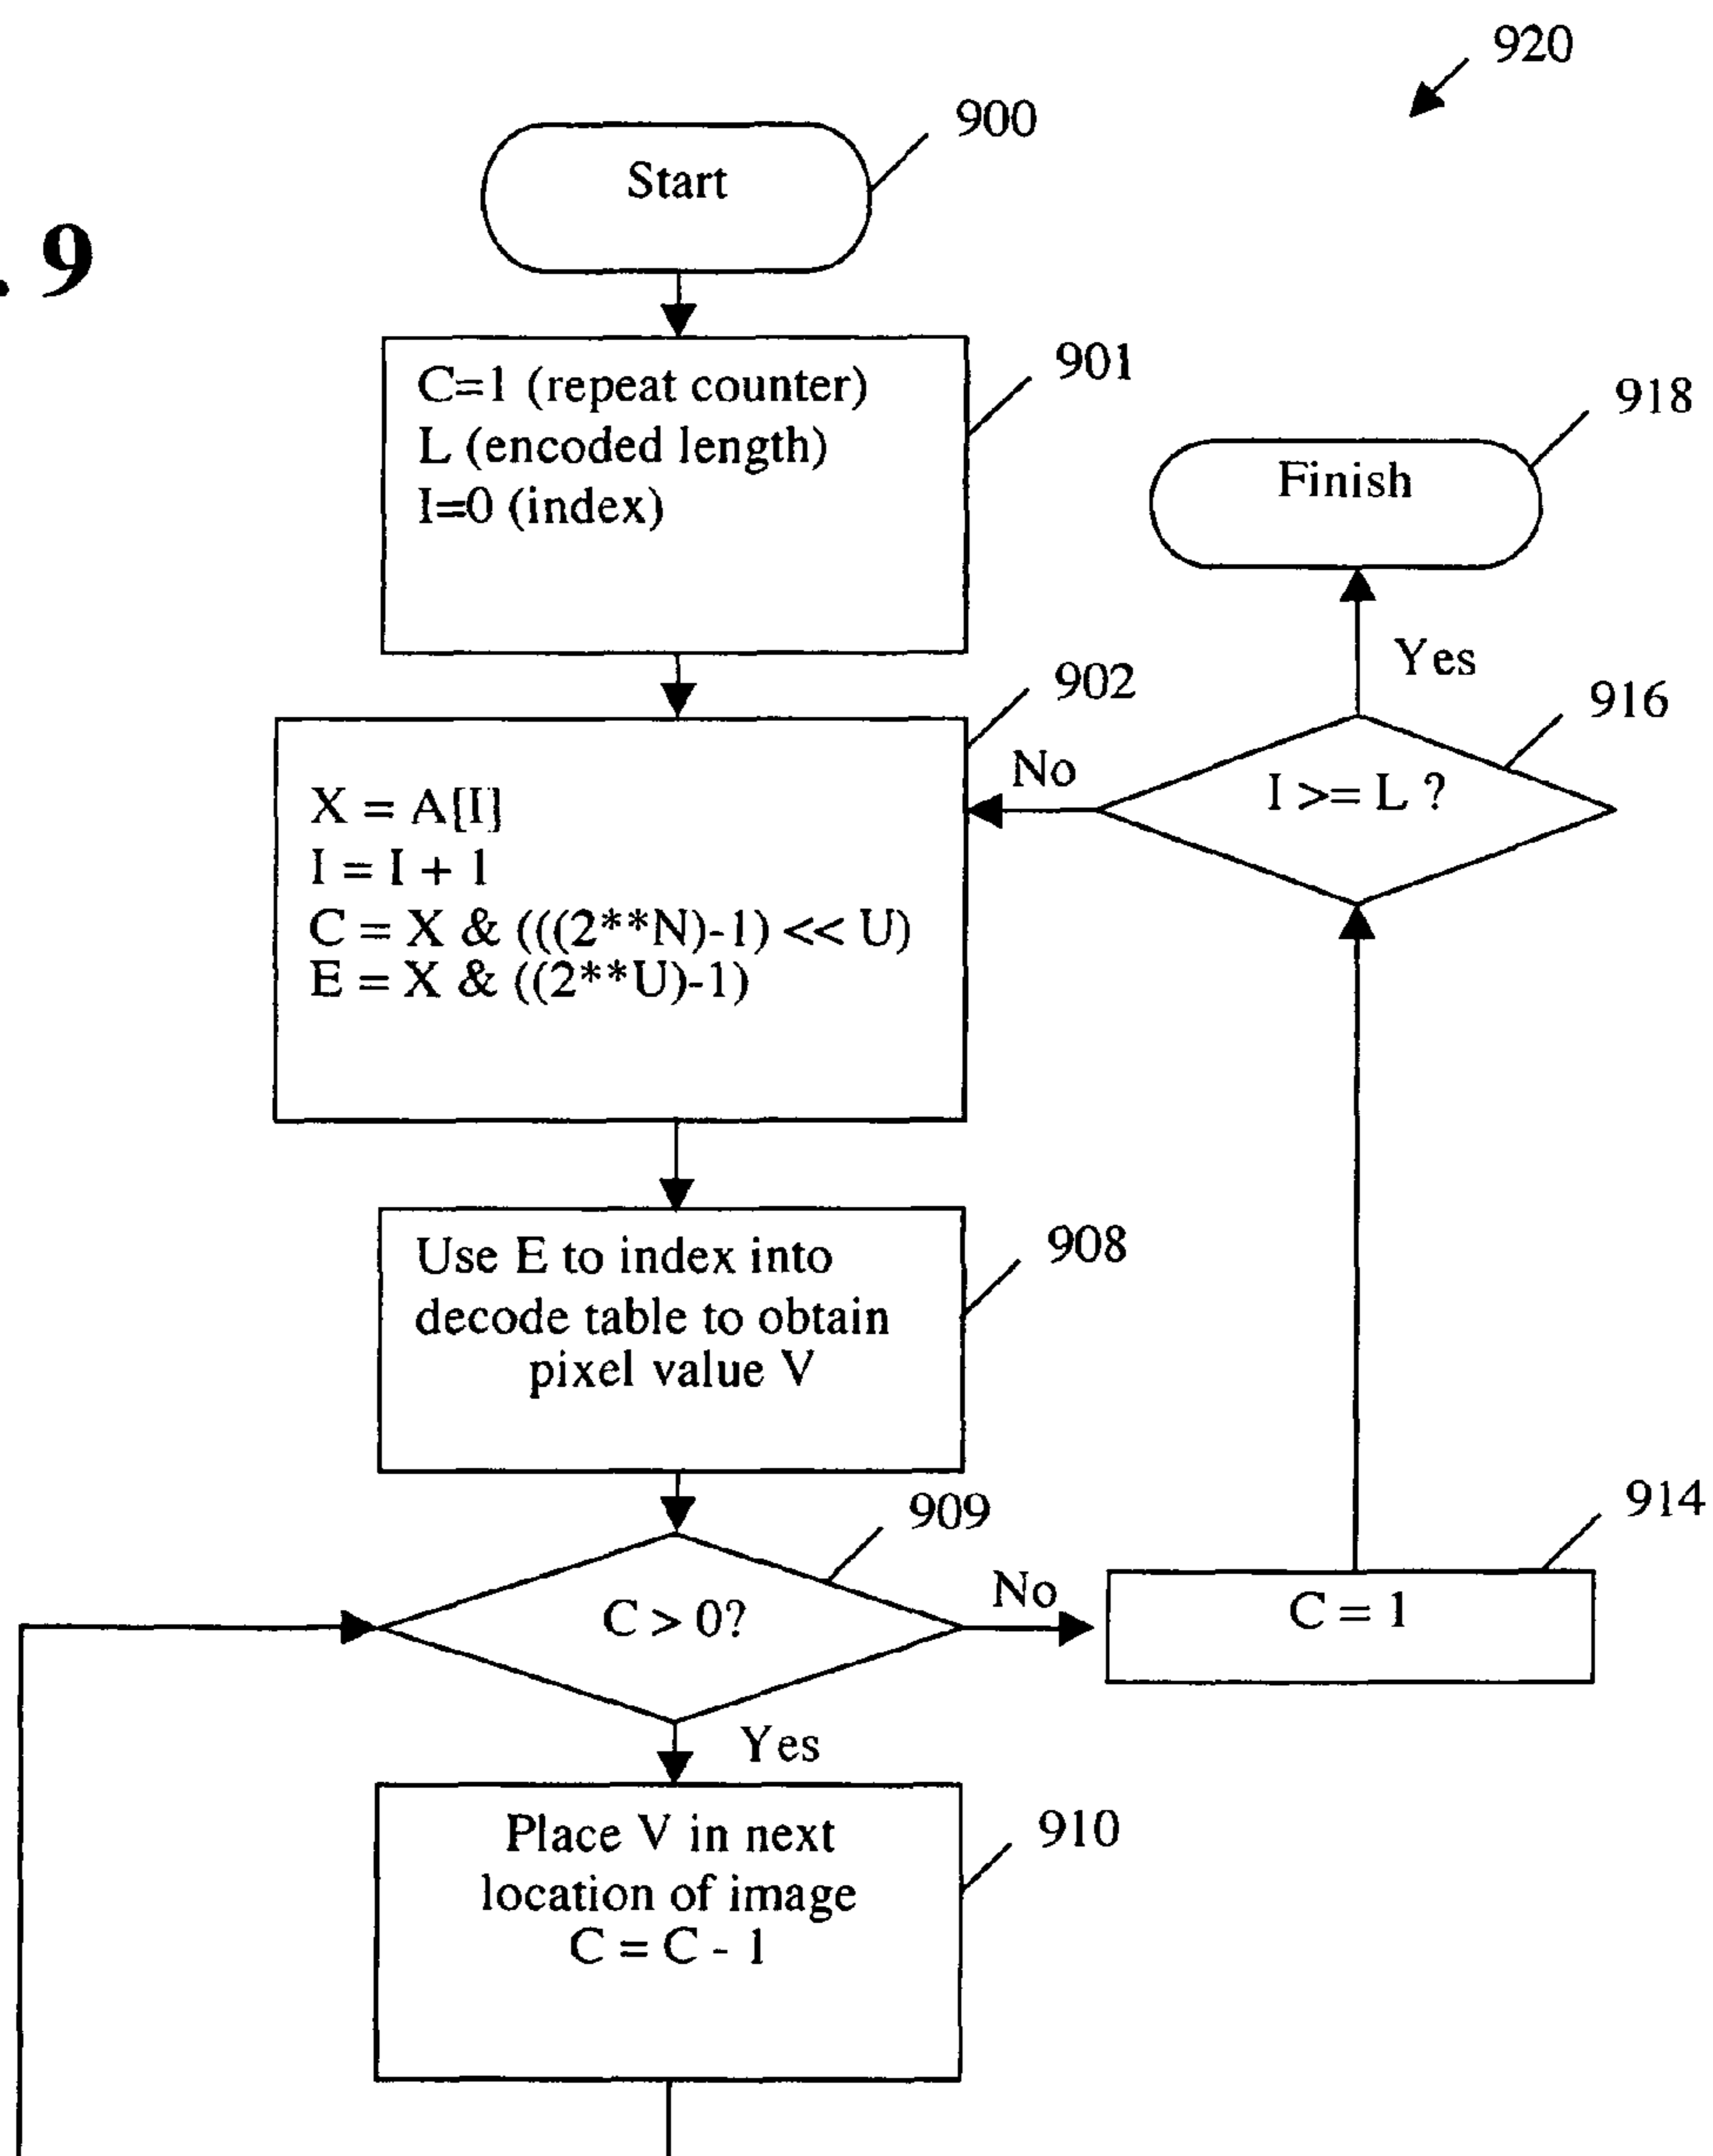 920
900
Start
. 9
901
C=1 (repeat counter)
L (encoded length)
I=0 (index)
918
Finish
Yes
902
916
No
I >= L ?
X = A[I]
I = I + 1
C = X & (((2**N)-1) << U)
E = X & ((2**U)-1)
908
Use E to index into
decode table to obtain
pixel value V
909
914
No
C > 0?
C = 1
Yes
910
Place V in next
location of image
C = C - 1